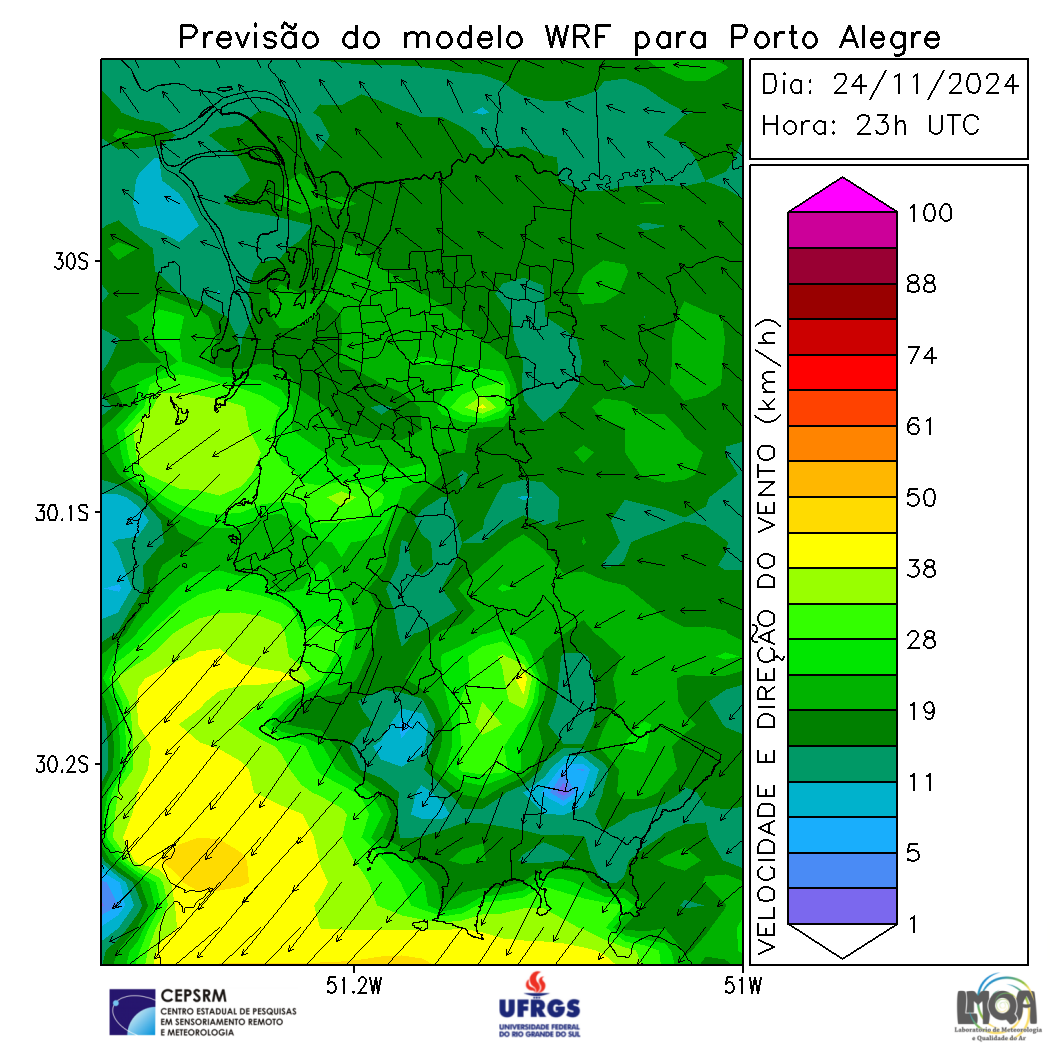 Previsão do modelo WRF para Porto Alegre
Dia: 24/11/2024
Hora: 23h UTC
30S
30.1S
30.2S
51.2W
51W
VELOCIDADE E DIREÇÃO DO VENTO (km/h)
100
88
74
61
50
38
28
19
11
5
1
CEPSRM
CENTRO ESTADUAL DE PESQUISAS
EM SENSORIAMENTO REMOTO
E METEOROLOGIA
UFRGS
UNIVERSIDADE FEDERAL
DO RIO GRANDE DO SUL
LMQA
Laboratório de Meteorologia
e Qualidade do Ar